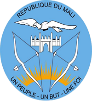 REPUBLIQUE DU MALI
UN PEUPLE - UN BUT - UNE FOI